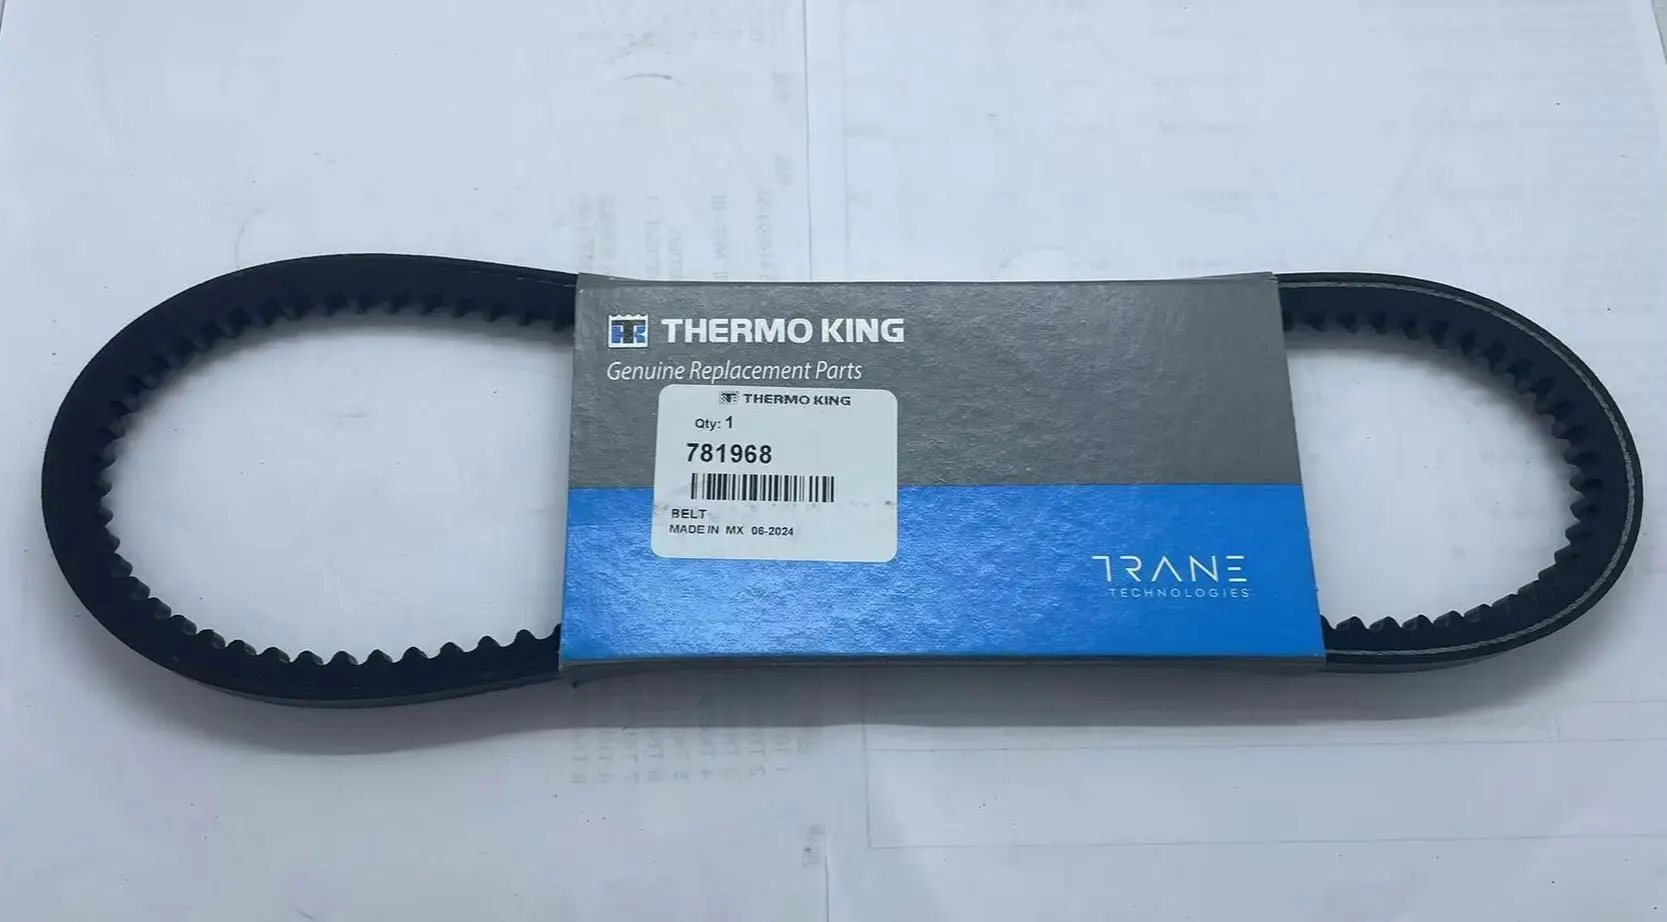 THERMO KING
Genuine Replacement Parts
THERMO KING
Qty: 1
781968
BELT
MADE IN MX 06-2024
TRANE
TECHNOLOGIES